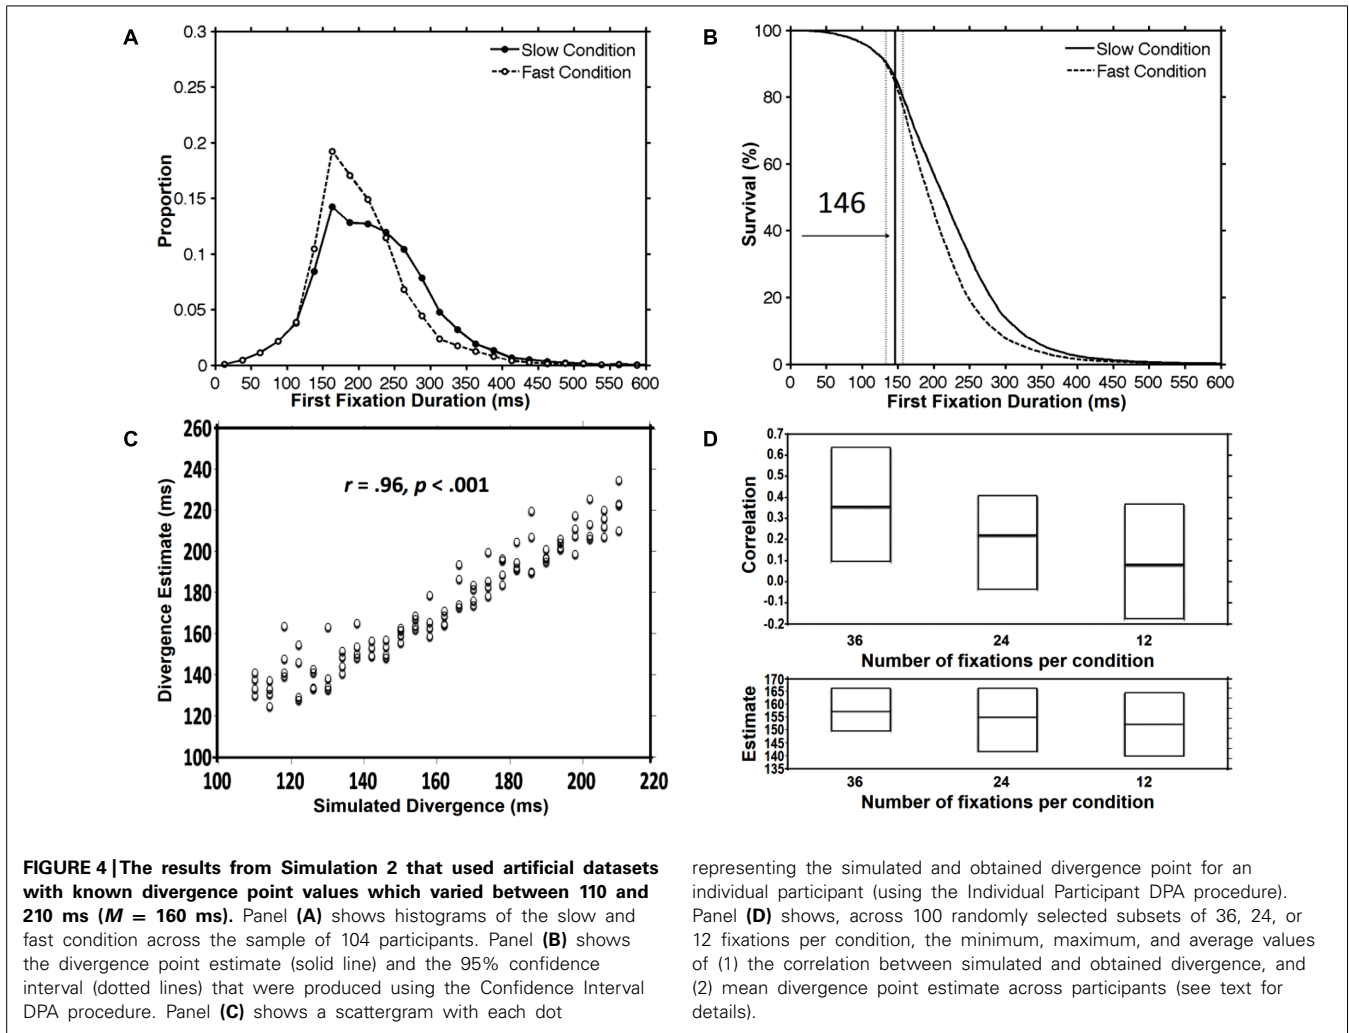 A
0.3
0.25
0.2
0.15
0.1
0.05
0
Proportion
Slow Condition
Fast Condition
0 50 100 150 200 250 300 350 400 450 500 550 600
First Fixation Duration (ms)
B
100
80
60
40
20
0
Survival (%)
Slow Condition
Fast Condition
146
0 50 100 150 200 250 300 350 400 450 500 550 600
First Fixation Duration (ms)
C
260
240
220
200
180
160
140
120
100
Divergence Estimate (ms)
r = .96, p < .001
100 120 140 160 180 200 220
Simulated Divergence (ms)
D
0.7
0.6
0.5
0.4
0.3
0.2
0.1
0.0
-0.1
-0.2
Correlation
36 24 12
Number of fixations per condition
170
165
160
155
150
145
140
135
Estimate
36 24 12
Number of fixations per condition
FIGURE 4 | The results from Simulation 2 that used artificial datasets
with known divergence point values which varied between 110 and
210 ms (M = 160 ms). Panel (A) shows histograms of the slow and
fast condition across the sample of 104 participants. Panel (B) shows
the divergence point estimate (solid line) and the 95% confidence
interval (dotted lines) that were produced using the Confidence Interval
DPA procedure. Panel (C) shows a scattergram with each dot
representing the simulated and obtained divergence point for an
individual participant (using the Individual Participant DPA procedure).
Panel (D) shows, across 100 randomly selected subsets of 36, 24, or
12 fixations per condition, the minimum, maximum, and average values
of (1) the correlation between simulated and obtained divergence, and
(2) mean divergence point estimate across participants (see text for
details).